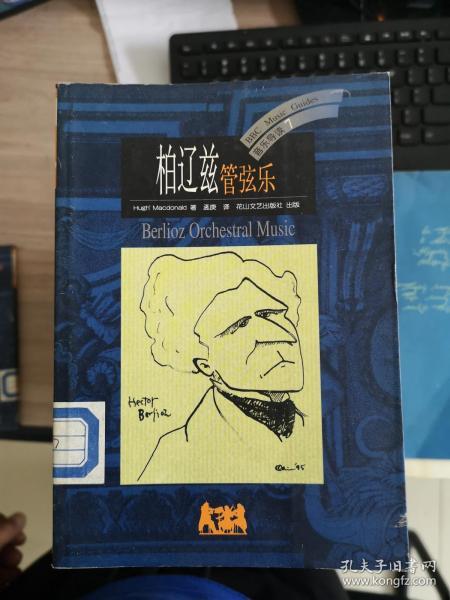 BBC Music Guides
音乐导读 1
柏辽兹管弦乐
Hugh Macdonald 著 孟庚 译 花山文艺出版社 出版
Berlioz Orchestral Music
Hector
Berlioz
孔夫子旧书网
www.kongfz.com